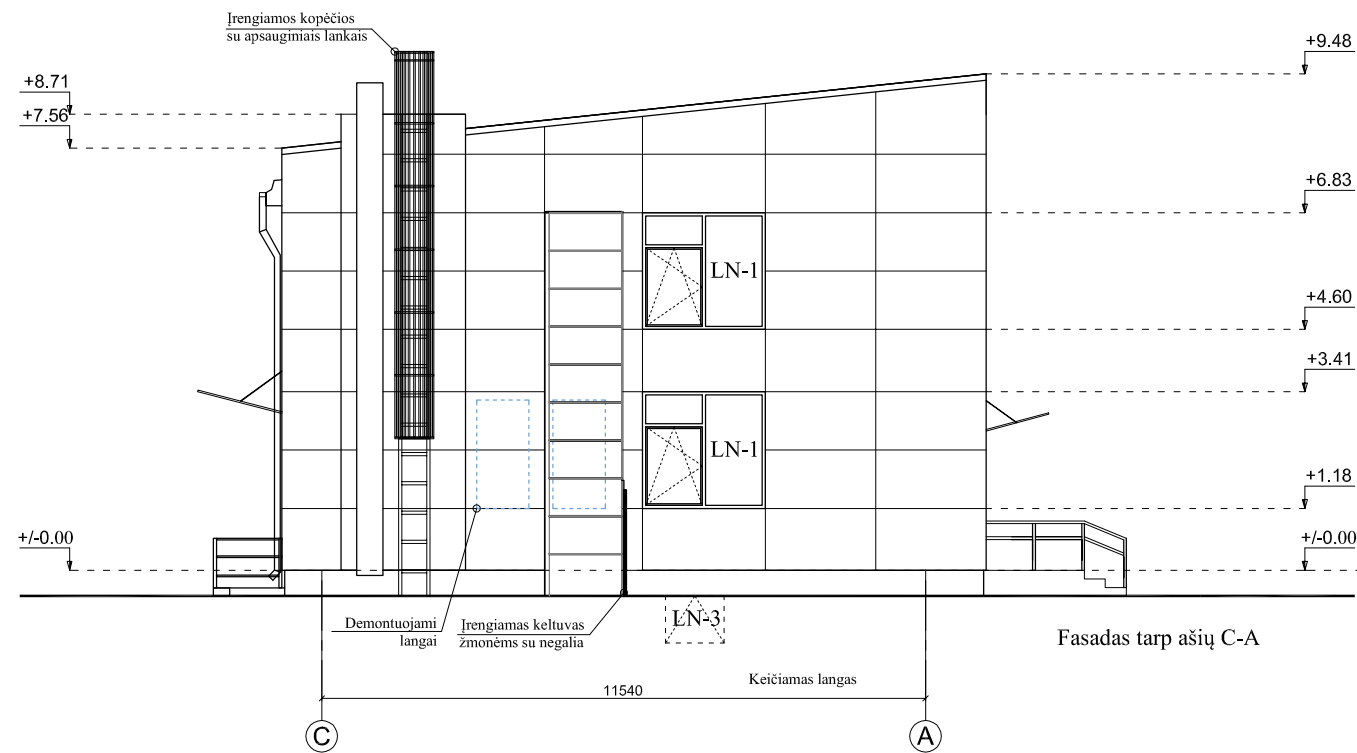 Įrengiamos kopėčios
su apsauginiais lankais
+9.48
+8.71
+7.56
+6.83
LN-1
+4.60
+3.41
LN-1
+1.18
+/-0.00
+/-0.00
LN-3
Demontuojami
langai
Įrengiamas keltuvas
žmonėms su negalia
Fasadas tarp ašių C-A
Keičiamas langas
11540
C
A